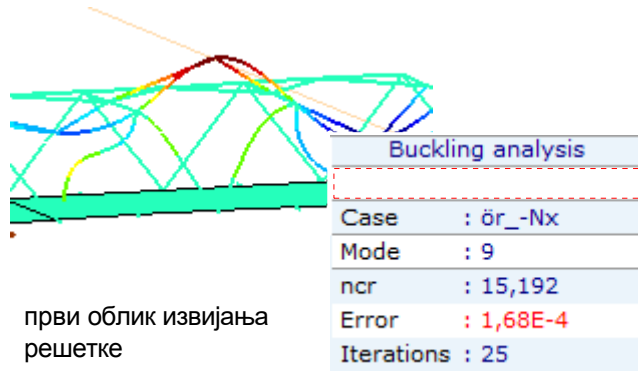 Buckling analysis
Case : ör_-Nx
Mode : 9
ncr : 15,192
Error : 1,68E-4
Iterations : 25
први облик извијања
решетке